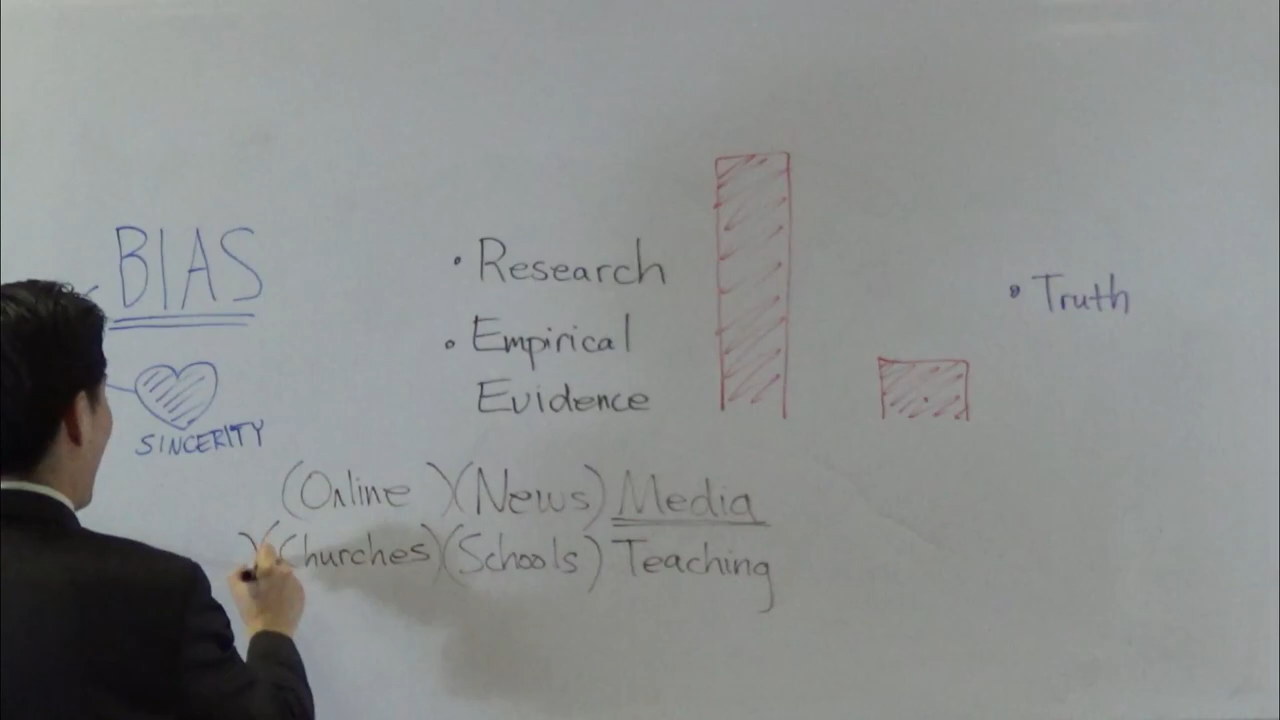 BIAS
SINCERITY
• Research
• Empirical
Evidence
• Truth
(Online )(News) Media
)(Churches)(Schools) Teaching